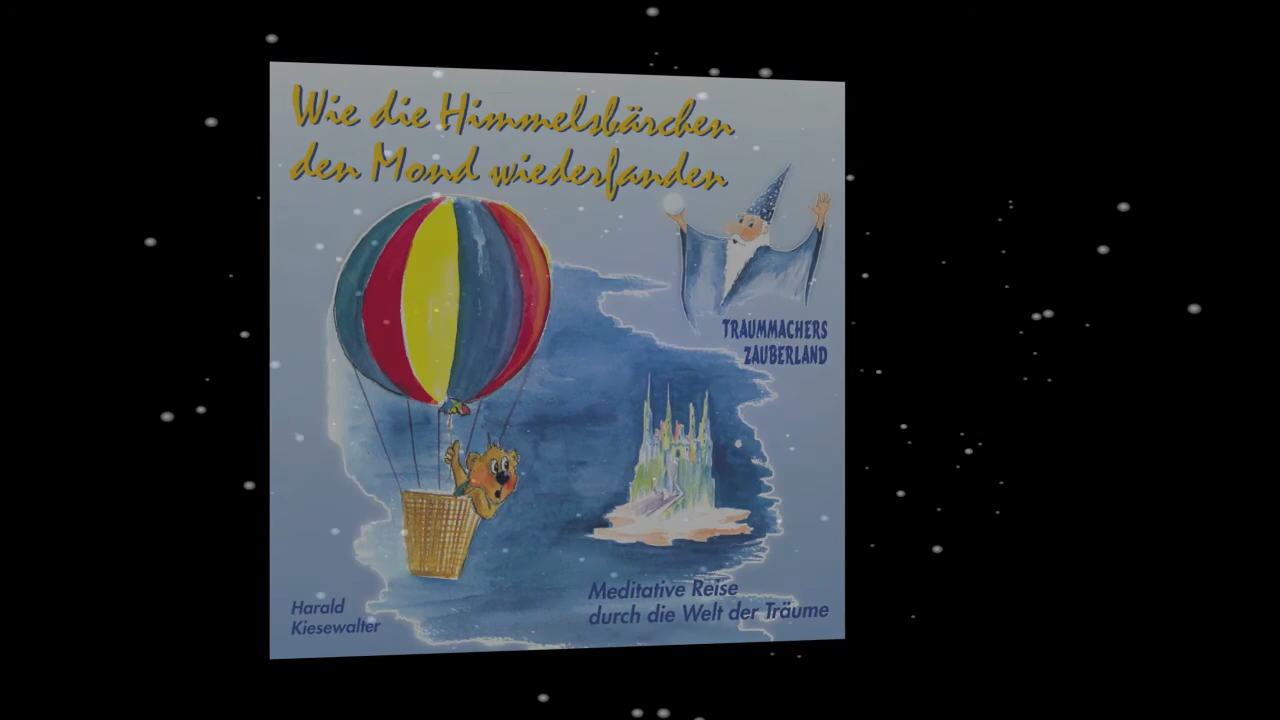 Wie die Himmelsbärchen
den Mond wiederfanden
TRAUMMACHERS
ZAUBERLAND
Meditative Reise
durch die Welt der Träume
Harald
Kiesewalter